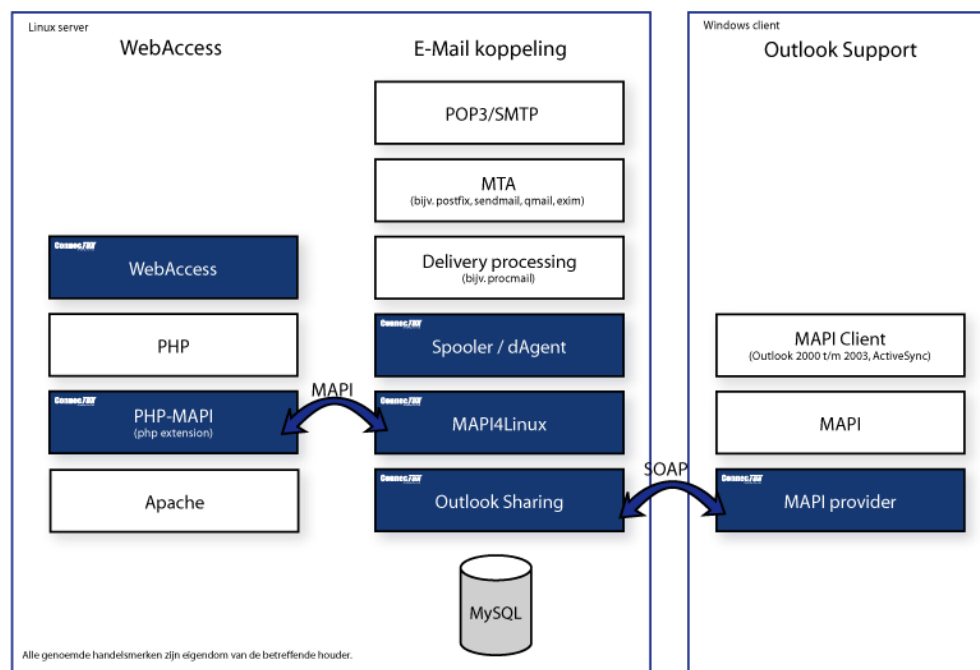 Linux server
WebAccess
E-Mail koppeling
POP3/SMTP
MTA
(bijv. postfix, sendmail, qmail, exim)
Delivery processing
(bijv. procmail)
WebAccess
Spooler / dAgent
PHP
MAPI
PHP-MAPI
(php extension)
MAPI4Linux
Apache
Outlook Sharing
MySQL
Alle genoemde handelsmerken zijn eigendom van de betreffende houder.
SOAP
Windows client
Outlook Support
MAPI Client
(Outlook 2000 t/m 2003, ActiveSync)
MAPI
MAPI provider